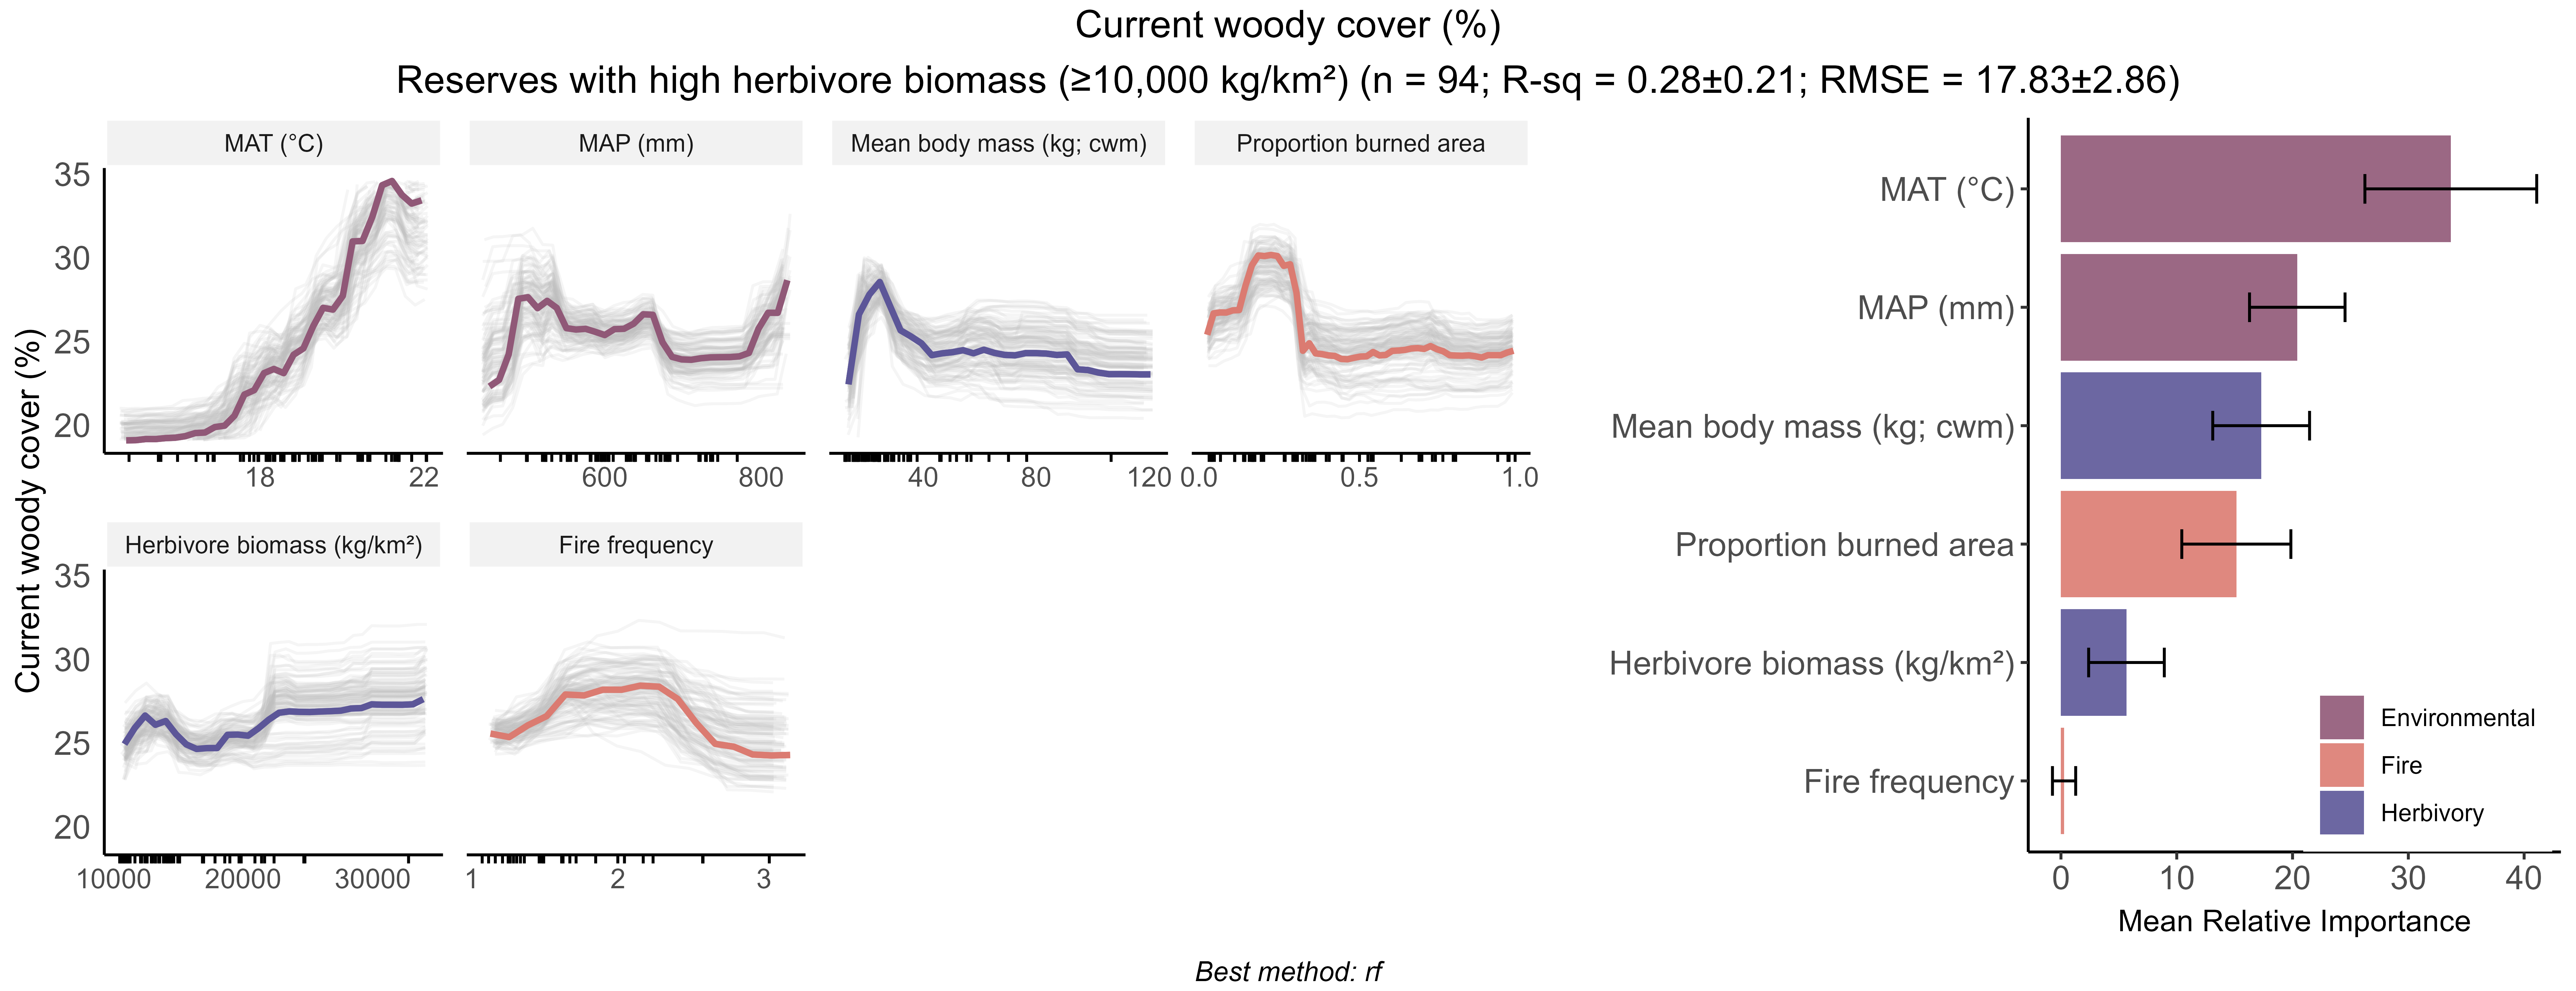 Current woody cover (%)
Reserves with high herbivore biomass (≥10,000 kg/km²) (n = 94; R-sq = 0.28±0.21; RMSE = 17.83±2.86)
MAT (°C)
MAP (mm)
Mean body mass (kg; cwm)
Proportion burned area
Current woody cover (%)
35
30
25
20
18 22
600 800
40 80 120
0.0 0.5 1.0
Herbivore biomass (kg/km²)
Fire frequency
35
30
25
20
10000 20000 30000
1 2 3
MAT (°C)
MAP (mm)
Mean body mass (kg; cwm)
Proportion burned area
Herbivore biomass (kg/km²)
Fire frequency
Environmental
Fire
Herbivory
0 10 20 30 40
Mean Relative Importance
Best method: rf